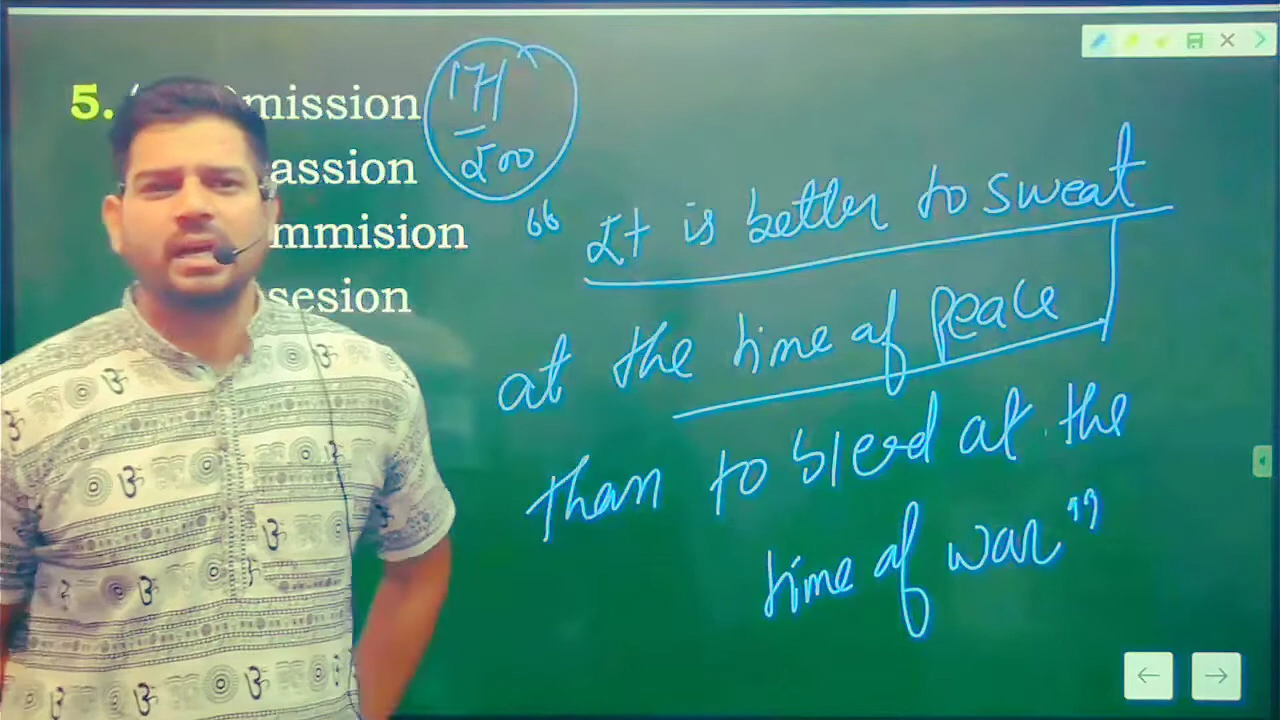 5.
mission
assion
mmision
sesion
171
200
“ It is better to sweat
at the time of peace
than to bleed at the
time of war”